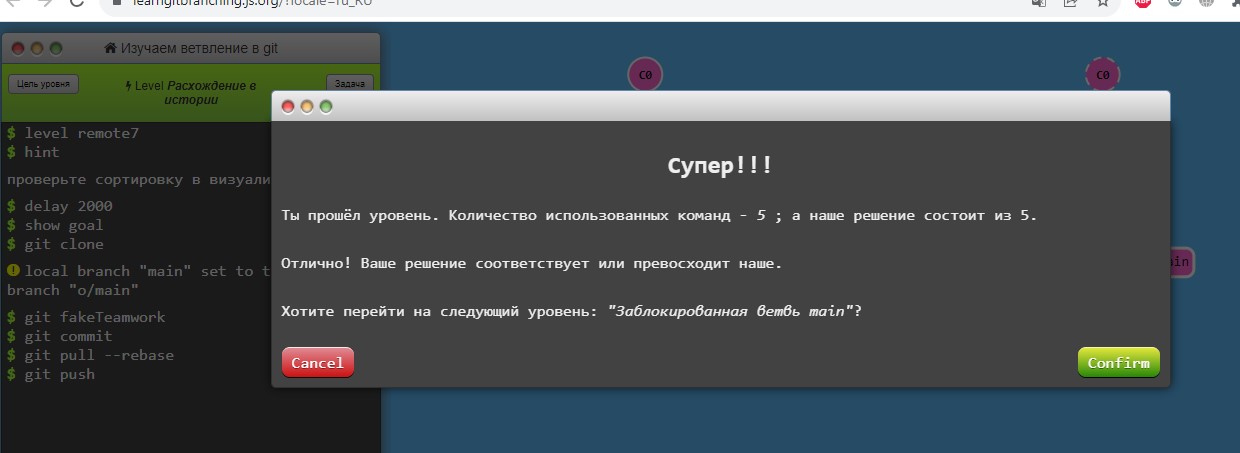 learngitbranching.js.org/?locale=ru_RU
Изучаем ветвление в git
Цель уровня
Level Расхождение в
истории
Задача
C0
C0
$ level remote7
$ hint
проверьте сортировку в
$ delay 2000
$ show goal
$ git clone
local branch "main" set to
branch "o/main"
$ git fakeTeamwork
$ git commit
$ git pull --rebase
$ git push
Супер!!!
Ты прошёл уровень. Количество использованных команд - 5 ; а наше решение состоит из 5.
Отлично! Ваше решение соответствует или превосходит наше.
Хотите перейти на следующий уровень: "Заблокированная ветвь main"?
Cancel
Confirm